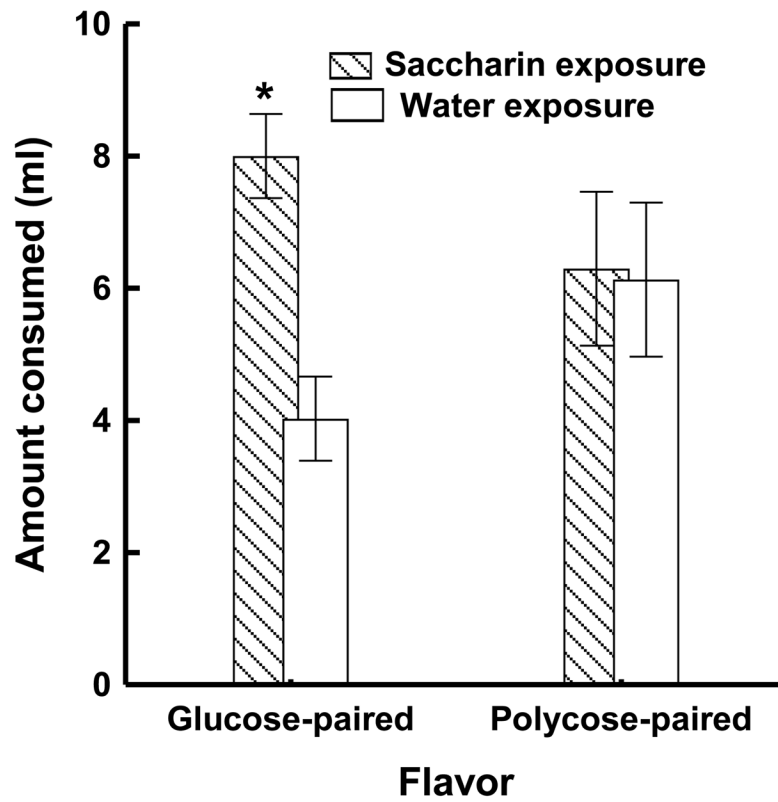 10
Saccharin exposure
Water exposure
*
8
6
4
2
0
Amount consumed (ml)
Glucose-paired
Polycose-paired
Flavor